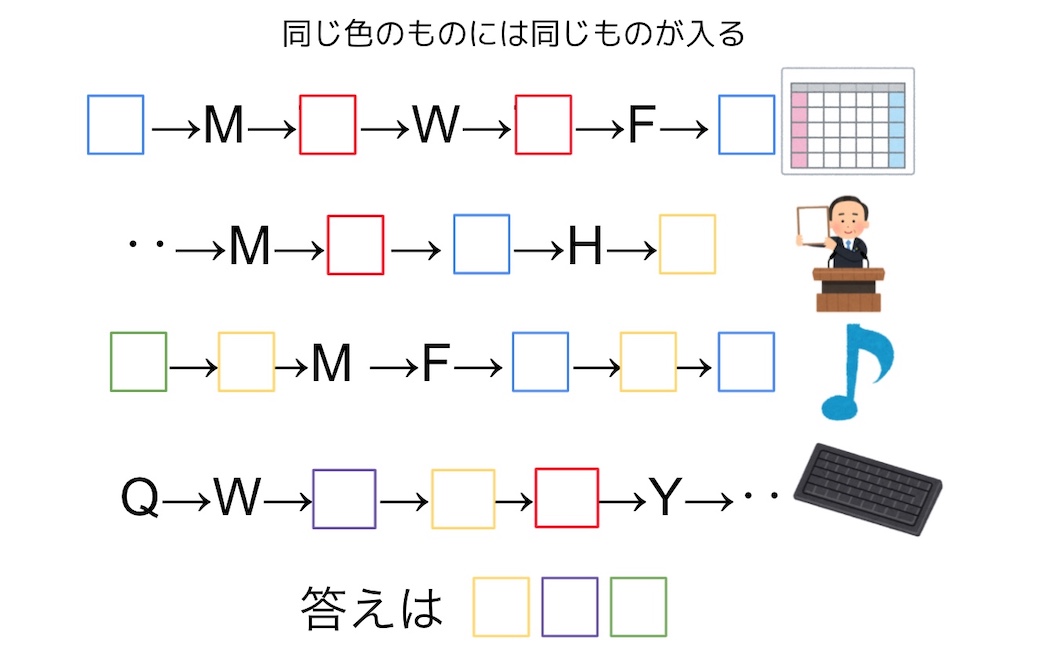 同じ色のものには同じものが入る
→M→ →W→ →F→
‥→M→ → →H→
→ →M→F→ → →
Q→W→ → → →Y→‥
答えは